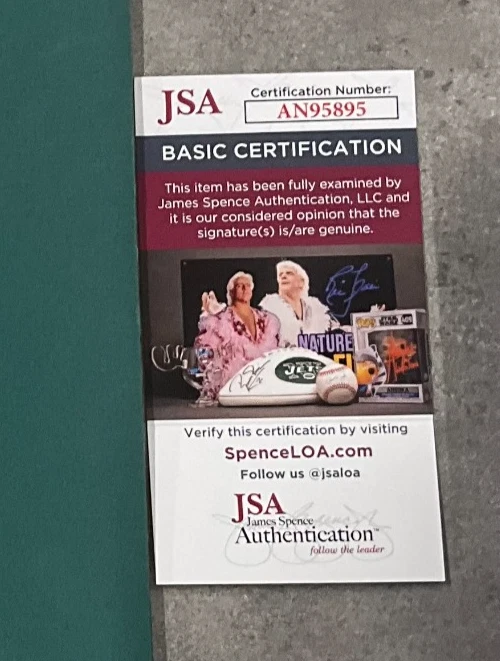 JSA
Certification Number:
AN95895
BASIC CERTIFICATION
This item has been fully examined by
James Spence Authentication, LLC and
it is our considered opinion that the
signature(s) is/are genuine.
NATURE
JETS
Verify this certification by visiting
SpenceLOA.com
Follow us @jsaloa
JSA
James Spence
Authentication™
follow the leader